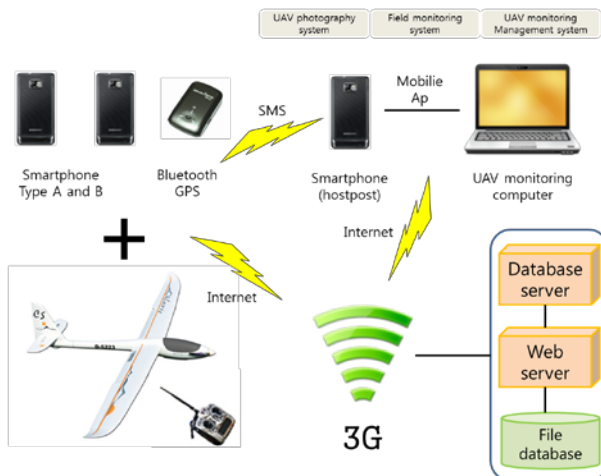 UAV photography
system
Field monitoring
system
UAV monitoring
Management system
Mobilie
Ap
SMS
Smartphone
Type A and B
Bluetooth
GPS
Smartphone
(hostpost)
UAV monitoring
computer
Internet
Internet
Database
server
Web
server
File
database
3G